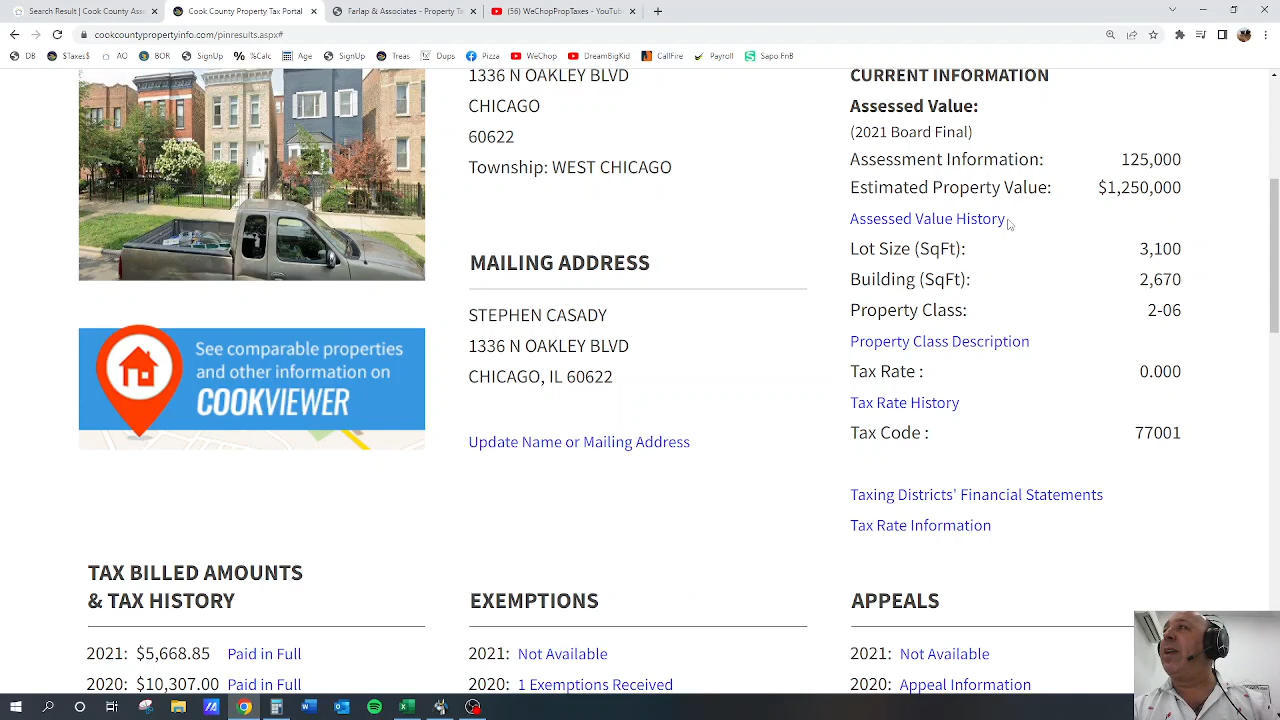 Search Result | Cook County Ass
Cook County Property Tax Portal
Farlap & Associates - Property Ta
(56) WeChopPropTaxes - YouTub
cookcountypropertyinfo.com/pinresults.aspx#
DB
$Taxes$
AO
BOR
SignUp
%Calc
Age
SignUp
Treas
Dups
Pizza
WeChop
DreamBigKid
CallFire
Payroll
Sapo FnB
1336 N OAKLEY BLVD
CHICAGO
60622
Township: WEST CHICAGO
MAILING ADDRESS
STEPHEN CASADY
1336 N OAKLEY BLVD
CHICAGO, IL 60622
Update Name or Mailing Address
CURRENT INFORMATION
Assessed Value:
(2021 Board Final)
Assessment Information: 125,000
Estimated Property Value: $1,250,000
Assessed Value History
Lot Size (SqFt): 3,100
Building (SqFt): 2,670
Property Class: 2-06
Property Class Description
Tax Rate : 0.000
Tax Rate History
Tax Code : 77001
Taxing Districts' Financial Statements
Tax Rate Information
See comparable properties
and other information on
COOKVIEWER
TAX BILLED AMOUNTS
& TAX HISTORY
2021: $5,668.85 Paid in Full
2020: $10,307.00 Paid in Full
EXEMPTIONS
2021: Not Available
2020: 1 Exemptions Received
APPEALS
2021: Not Available
2020: Appeal Information